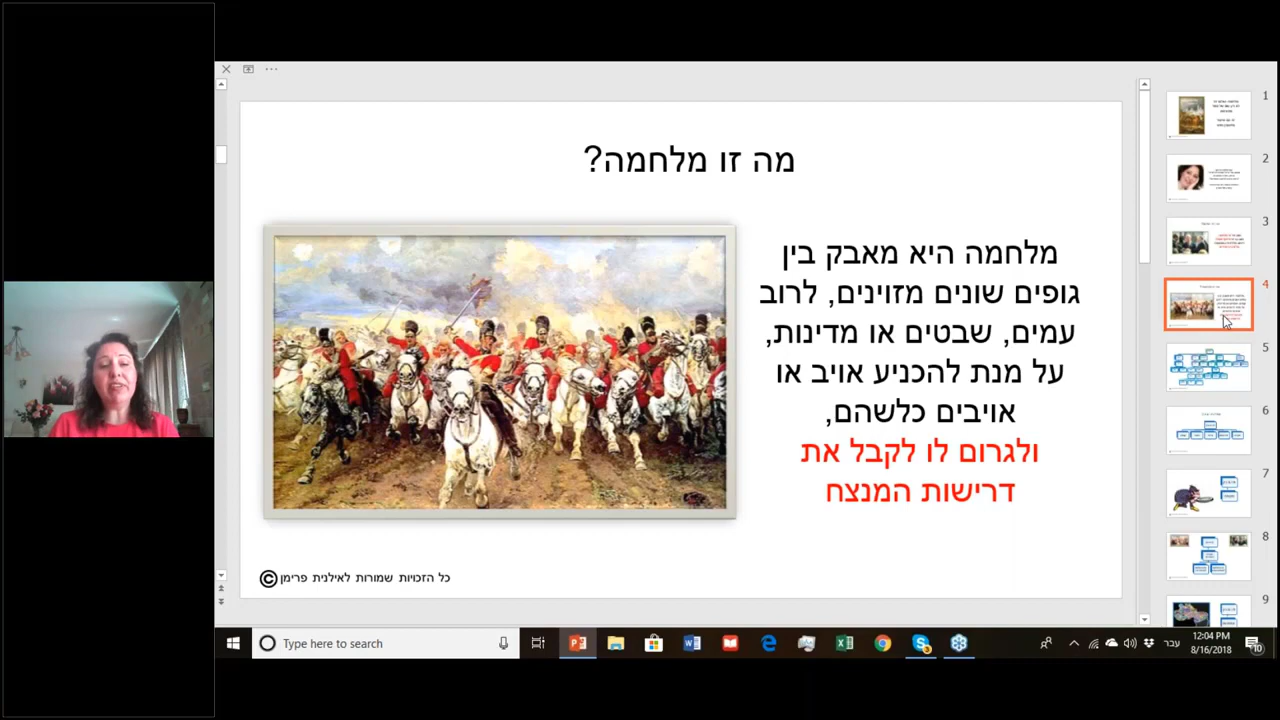 מה זו מלחמה?
מלחמה היא מאבק בין
גופים שונים מזוינים, לרוב
עמים, שבטים או מדינות,
על מנת להכניע אויב או
אויבים כלשהם,
ולגרום לו לקבל את
דרישות המנצח
כל הזכויות שמורות לאילנית פרימן ©
1
2
3
4
5
6
7
8
9
Type here to search
עבר
12:04 PM
8/16/2018
10